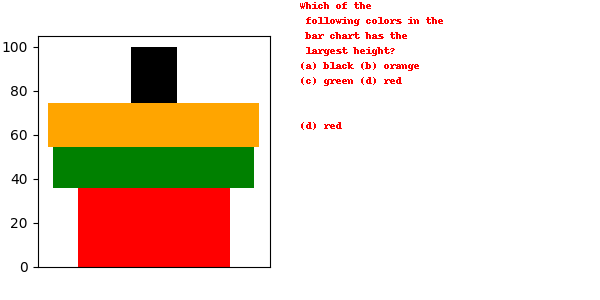 100
80
60
40
20
0
Which of the
following colors in the
bar chart has the
largest height?
(a) black (b) orange
(c) green (d) red
(d) red